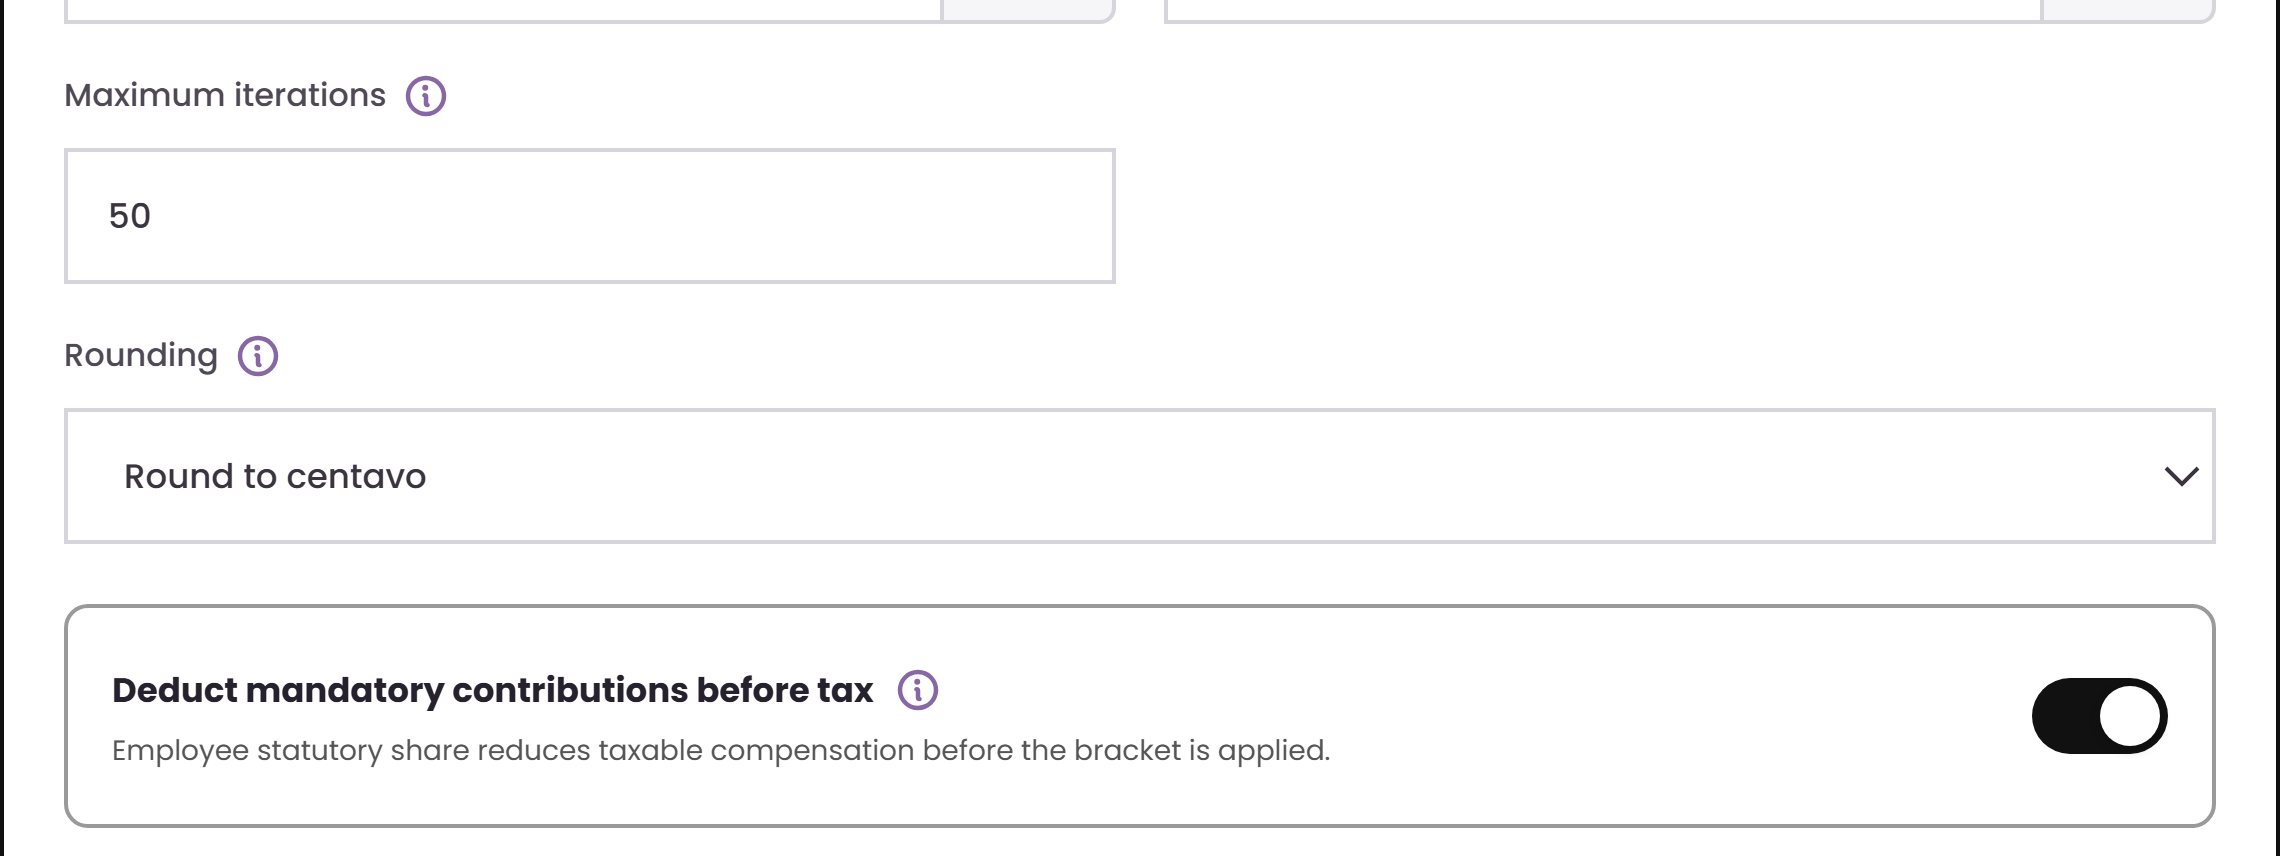 Maximum iterations
50
Rounding
Round to centavo
Deduct mandatory contributions before tax
Employee statutory share reduces taxable compensation before the bracket is applied.